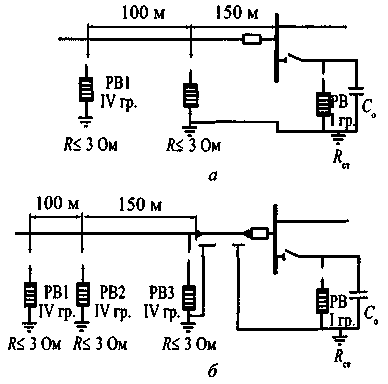 100 м 150 м
РВ1
IV гр.
РВ
I гр.
Cо
R≤ 3 Ом R≤ 3 Ом
Rст
а
100 м 150 м
РВ1 РВ2 РВ3
IV гр. IV гр. IV гр.
РВ
I гр.
Cо
R≤ 3 Ом R≤ 3 Ом R≤ 3 Ом
Rст
б